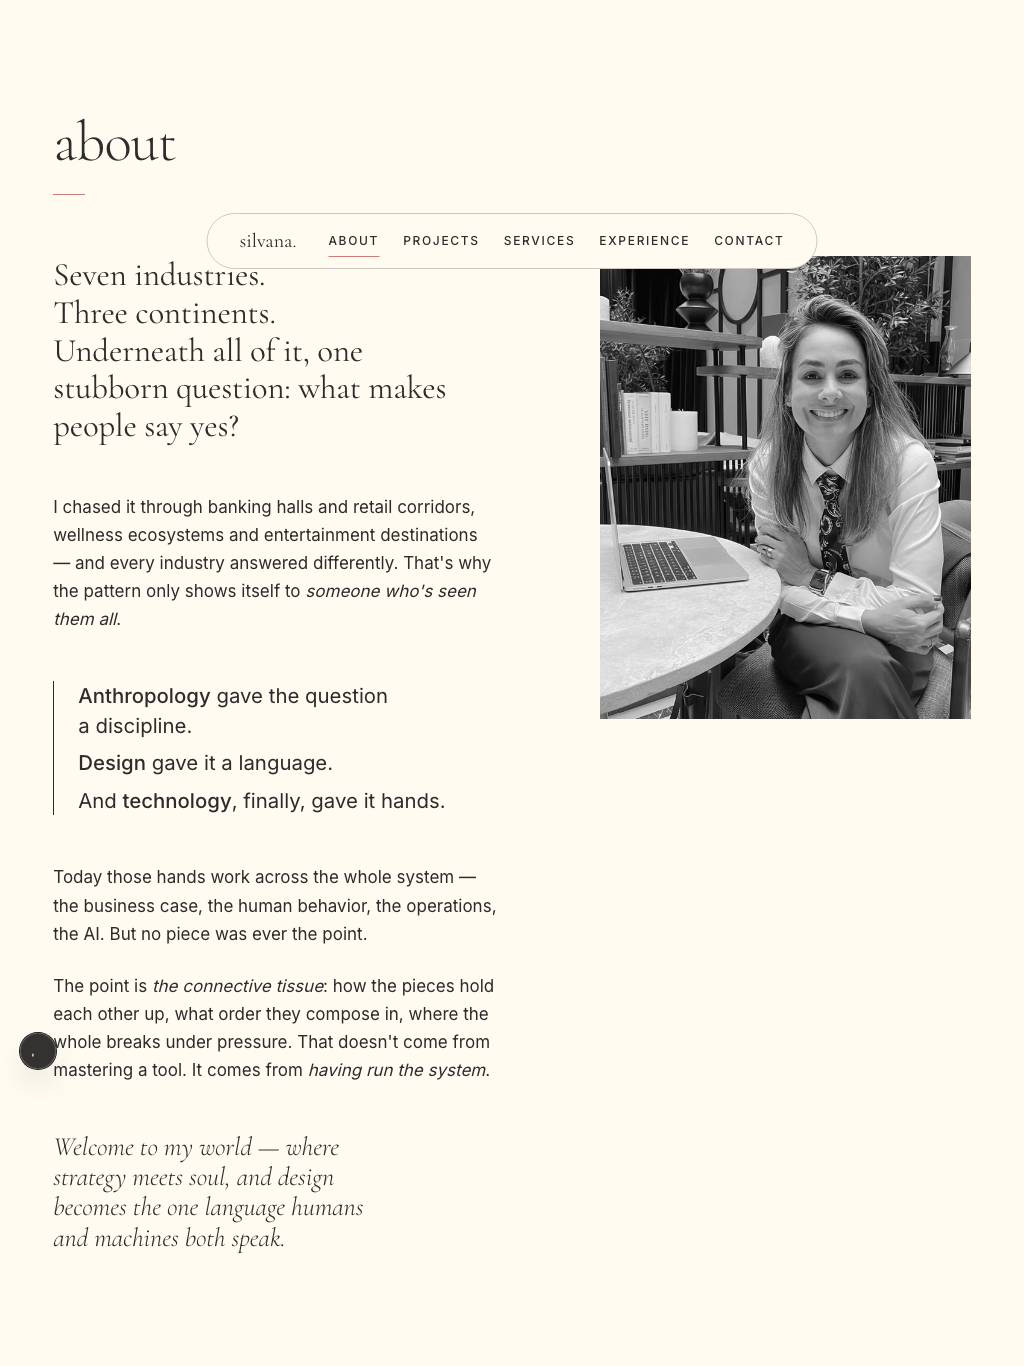 about
silvana. ABOUT PROJECTS SERVICES EXPERIENCE CONTACT
Seven industries.
Three continents.
Underneath all of it, one
stubborn question: what makes
people say yes?
I chased it through banking halls and retail corridors,
wellness ecosystems and entertainment destinations
— and every industry answered differently. That's why
the pattern only shows itself to someone who's seen
them all.
Anthropology gave the question
a discipline.
Design gave it a language.
And technology, finally, gave it hands.
Today those hands work across the whole system —
the business case, the human behavior, the operations,
the AI. But no piece was ever the point.
The point is the connective tissue: how the pieces hold
each other up, what order they compose in, where the
whole breaks under pressure. That doesn't come from
mastering a tool. It comes from having run the system.
Welcome to my world — where
strategy meets soul, and design
becomes the one language humans
and machines both speak.